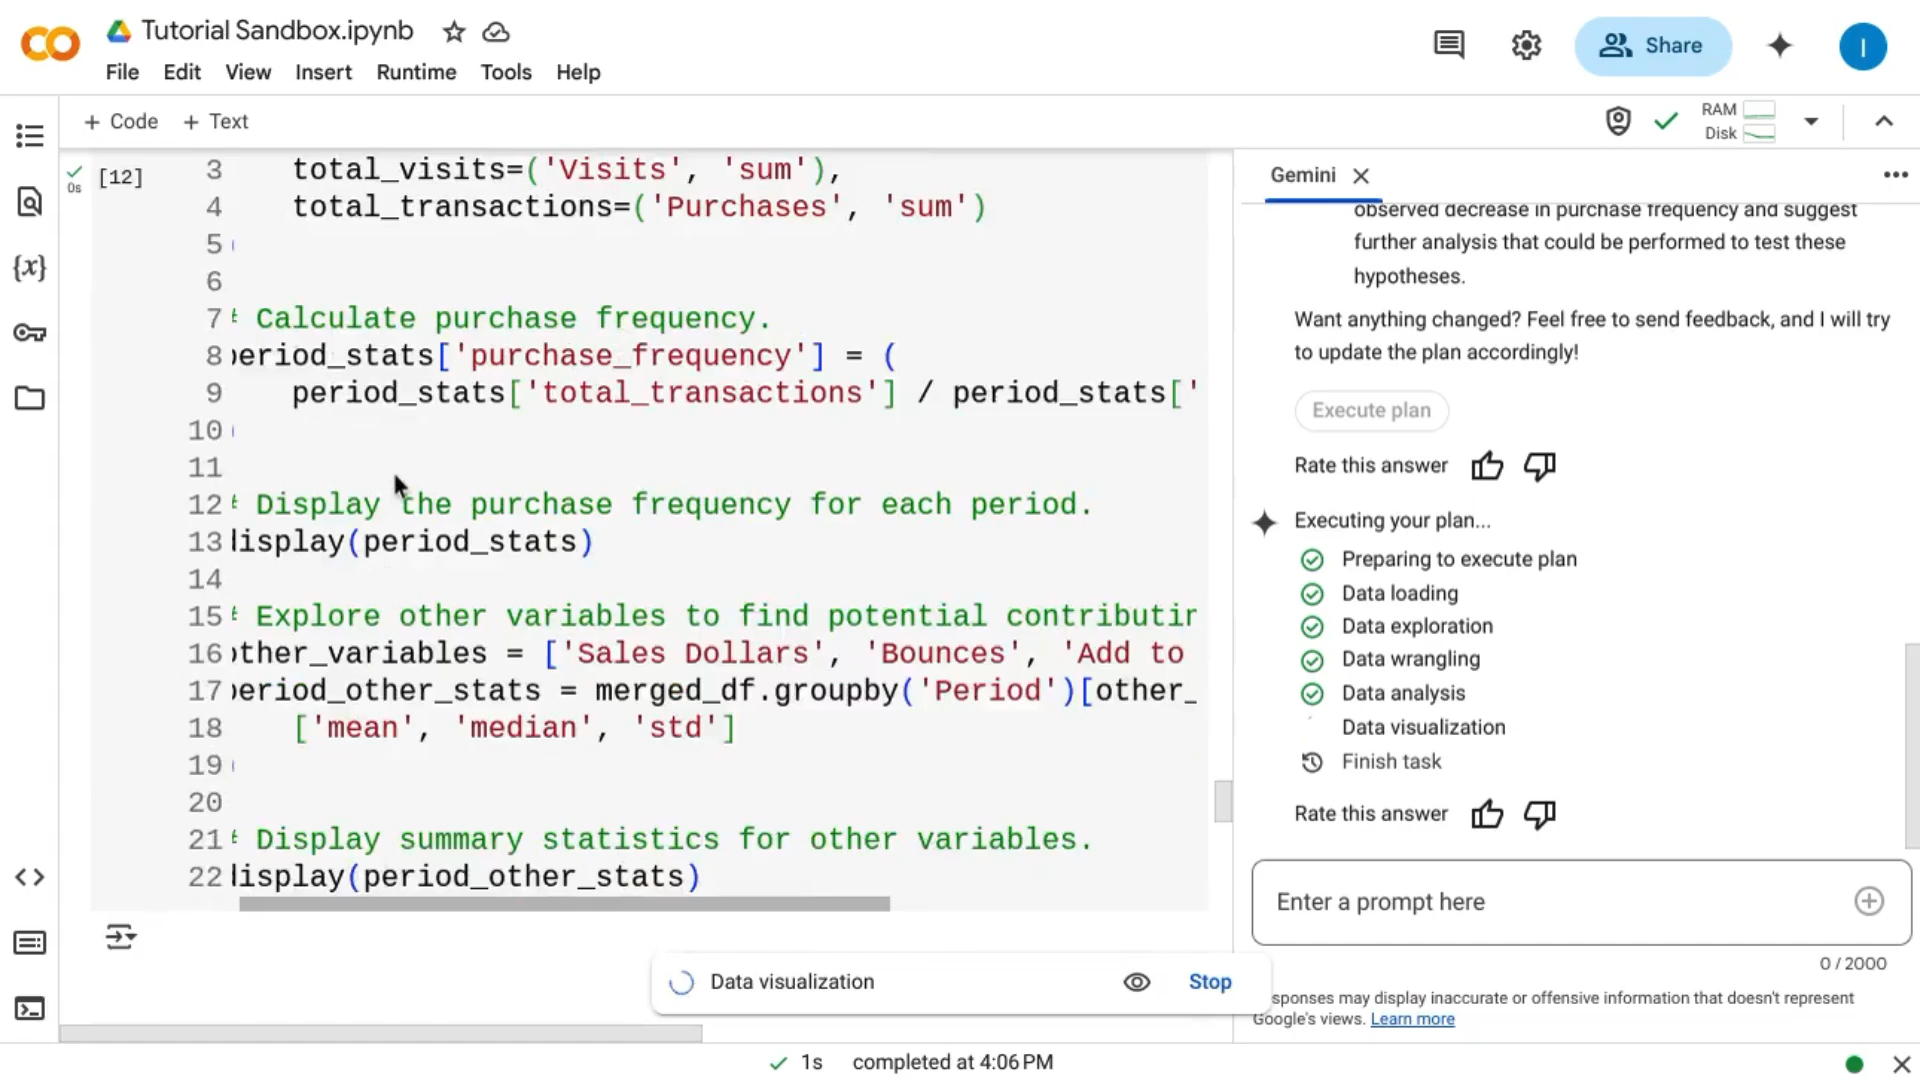 Tutorial Sandbox.ipynb
File Edit View Insert Runtime Tools Help
Share
I
+ Code + Text
RAM
Disk
0s
[12]
3 total_visits=('Visits', 'sum'),
4 total_transactions=('Purchases', 'sum')
5
6
7 # Calculate purchase frequency.
8 period_stats['purchase_frequency'] = (
9 period_stats['total_transactions'] / period_stats['
10
11
12 # Display the purchase frequency for each period.
13 display(period_stats)
14
15 # Explore other variables to find potential
16 other_variables = ['Sales Dollars', 'Bounces', 'Add to
17 period_other_stats = merged_df.groupby('Period')[other_
18 ['mean', 'median', 'std']
19
20
21 # Display summary statistics for other variables.
22 display(period_other_stats)
Data visualization
Stop
Gemini
observed decrease in purchase frequency and suggest
further analysis that could be performed to test these
hypotheses.
Want anything changed? Feel free to send feedback, and I will try
to update the plan accordingly!
Execute plan
Rate this answer
Executing your plan...
Preparing to execute plan
Data loading
Data exploration
Data wrangling
Data analysis
Data visualization
Finish task
Rate this answer
Enter a prompt here
0 / 2000
sponses may display inaccurate or offensive information that doesn't represent
Google's views. Learn more
1s completed at 4:06 PM